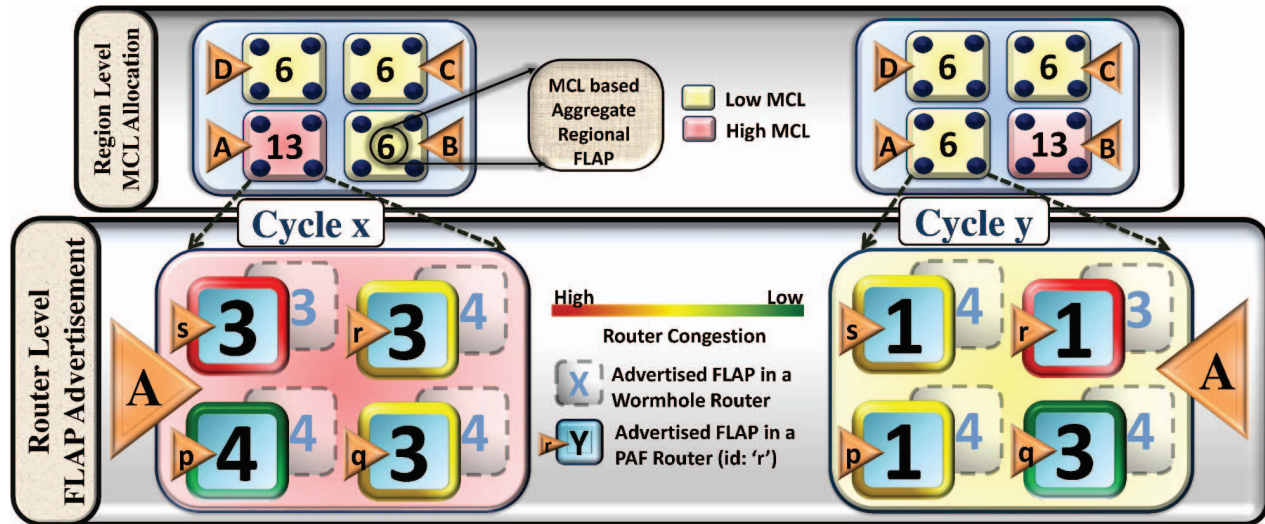 Region Level
MCL Allocation
D
6
6
C
A
13
6
B
MCL based
Aggregate
Regional
FLAP
Low MCL
High MCL
D
6
6
C
A
6
13
B
Cycle x
Cycle y
Router Level
FLAP Advertisement
A
s
3
3
r
3
4
p
4
4
q
3
4
High
Low
Router Congestion
X
Advertised FLAP in a
Wormhole Router
r
Y
Advertised FLAP in a
PAF Router (id: ‘r’)
s
1
4
r
1
3
p
1
4
q
3
4
A